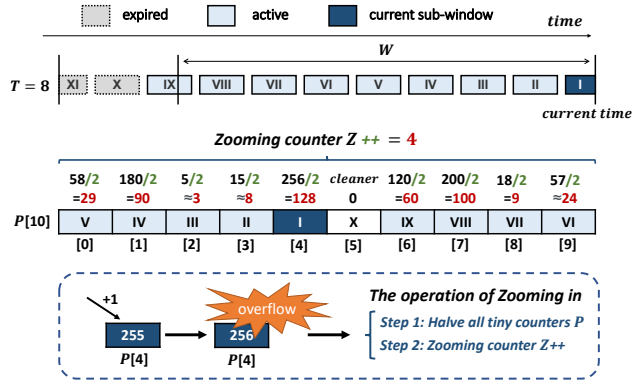 expired active current sub-window
time
W
T = 8 XI X IX VIII VII VI V IV III II I
current time
Zooming counter Z ++ = 4
58/2 180/2 5/2 15/2 256/2 cleaner 120/2 200/2 18/2 57/2
=29 =90 ≈3 ≈8 =128 0 =60 =100 =9 ≈24
P[10] V IV III II I X IX VIII VII VI
[0] [1] [2] [3] [4] [5] [6] [7] [8] [9]
+1
overflow
255 256
P[4] P[4]
The operation of Zooming in
Step 1: Halve all tiny counters P
Step 2: Zooming counter Z++